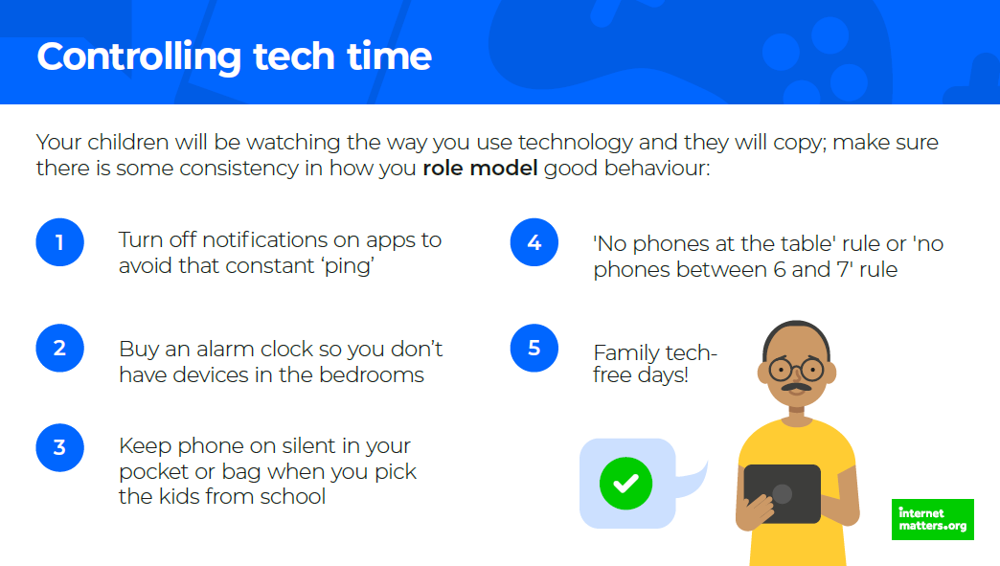 Controlling tech time
Your children will be watching the way you use technology and they will copy; make sure
there is some consistency in how you role model good behaviour:
1
Turn off notifications on apps to
avoid that constant ‘ping’
2
Buy an alarm clock so you don’t
have devices in the bedrooms
3
Keep phone on silent in your
pocket or bag when you pick
the kids from school
4
'No phones at the table' rule or 'no
phones between 6 and 7' rule
5
Family tech-
free days!
internet
matters.org